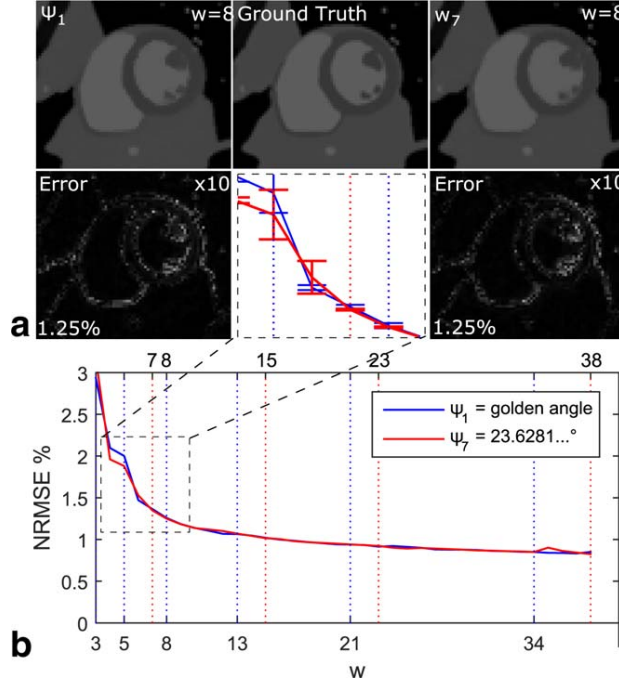 Ψ₁ w=8 Ground Truth w₇ w=8
Error x10 Error x10
1.25% 1.25%
a
7 8 15 23 38
3
2.5
2
1.5
1
0.5
0
NRMSE %
Ψ₁ = golden angle
Ψ₇ = 23.6281...°
3 5 8 13 21 34
b
w